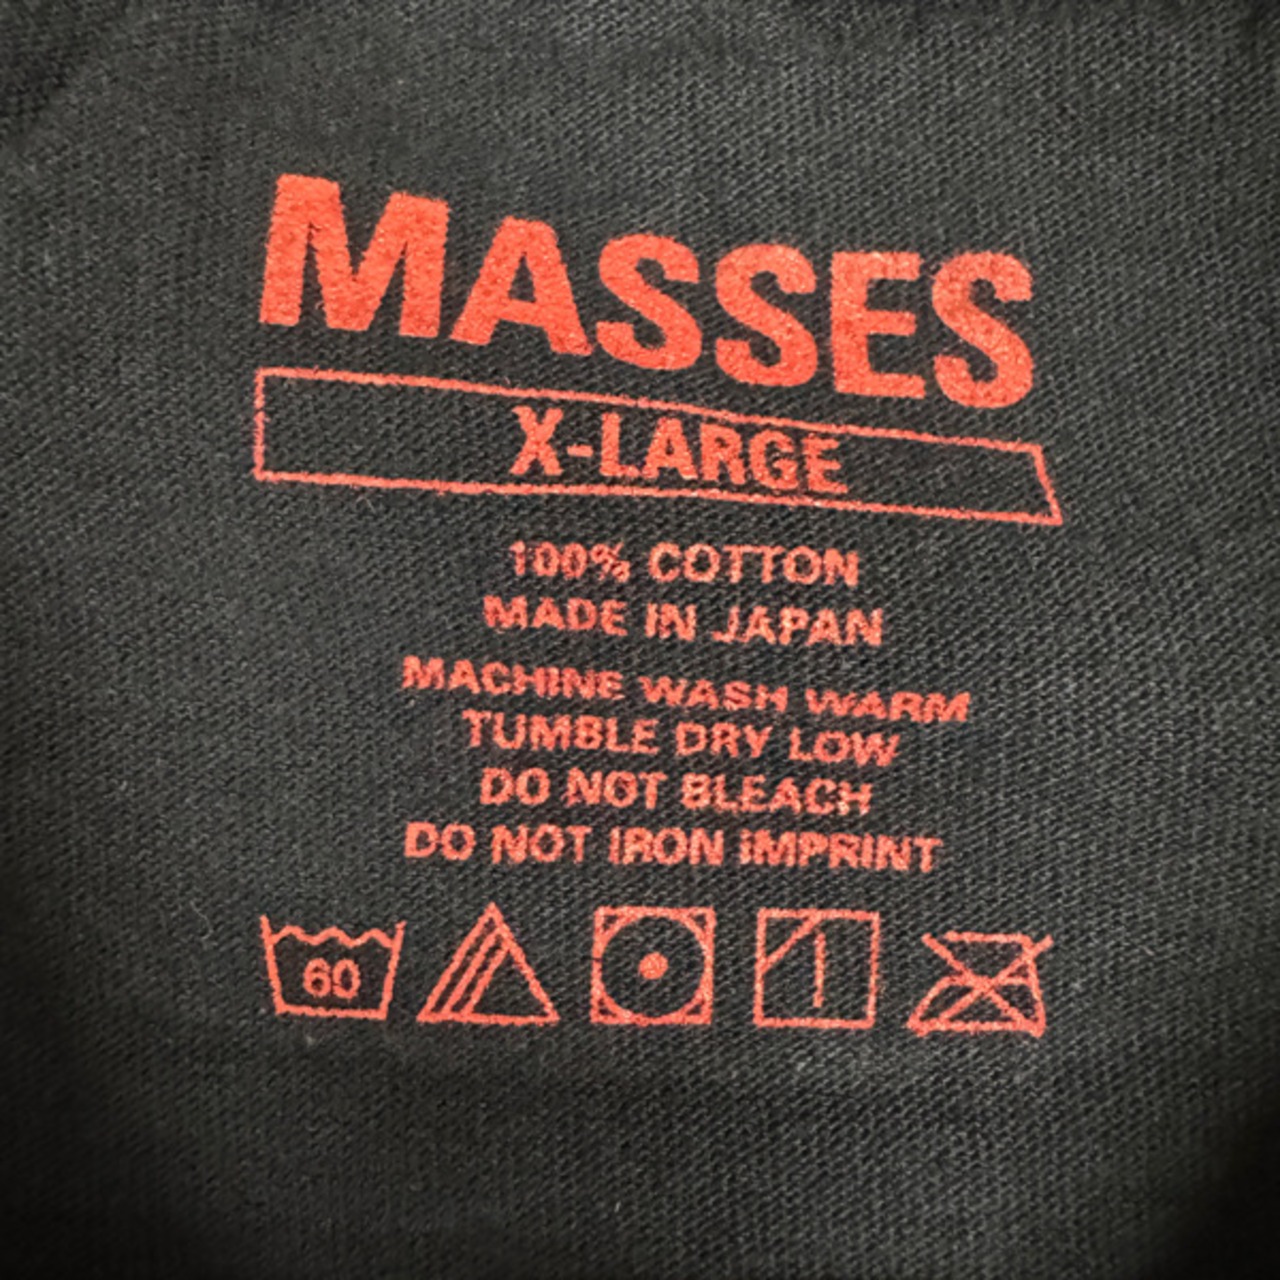 MASSES
X-LARGE
100% COTTON
MADE IN JAPAN
MACHINE WASH WARM
TUMBLE DRY LOW
DO NOT BLEACH
DO NOT IRON IMPRINT
60